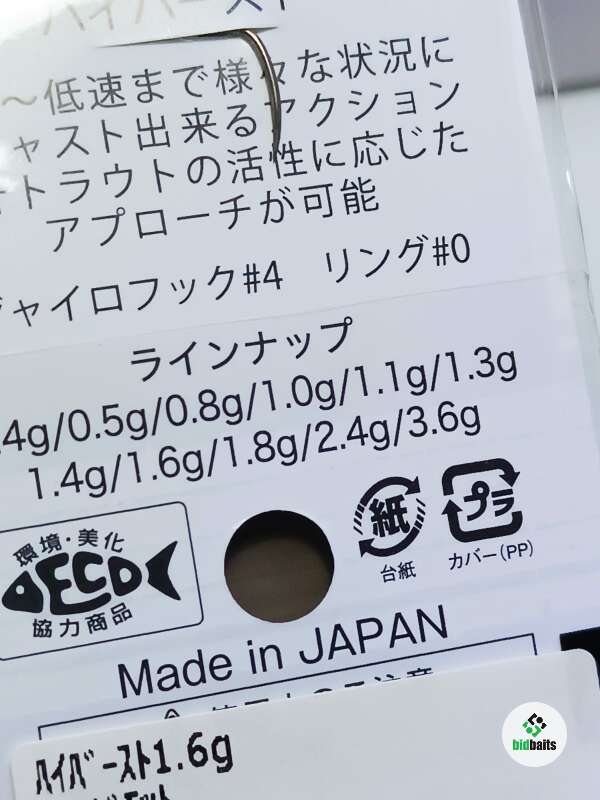 ハイバースト
～低速まで様々な状況に
ャスト出来るアクション
トラウトの活性に応じた
アプローチが可能
ャイロフック#4 リング#0
ラインナップ
.4g/0.5g/0.8g/1.0g/1.1g/1.3g
1.4g/1.6g/1.8g/2.4g/3.6g
環境・美化
ECO
協力商品
紙
台紙
プラ
カバー(PP)
Made in JAPAN
ハイバースト1.6g
bidbaits